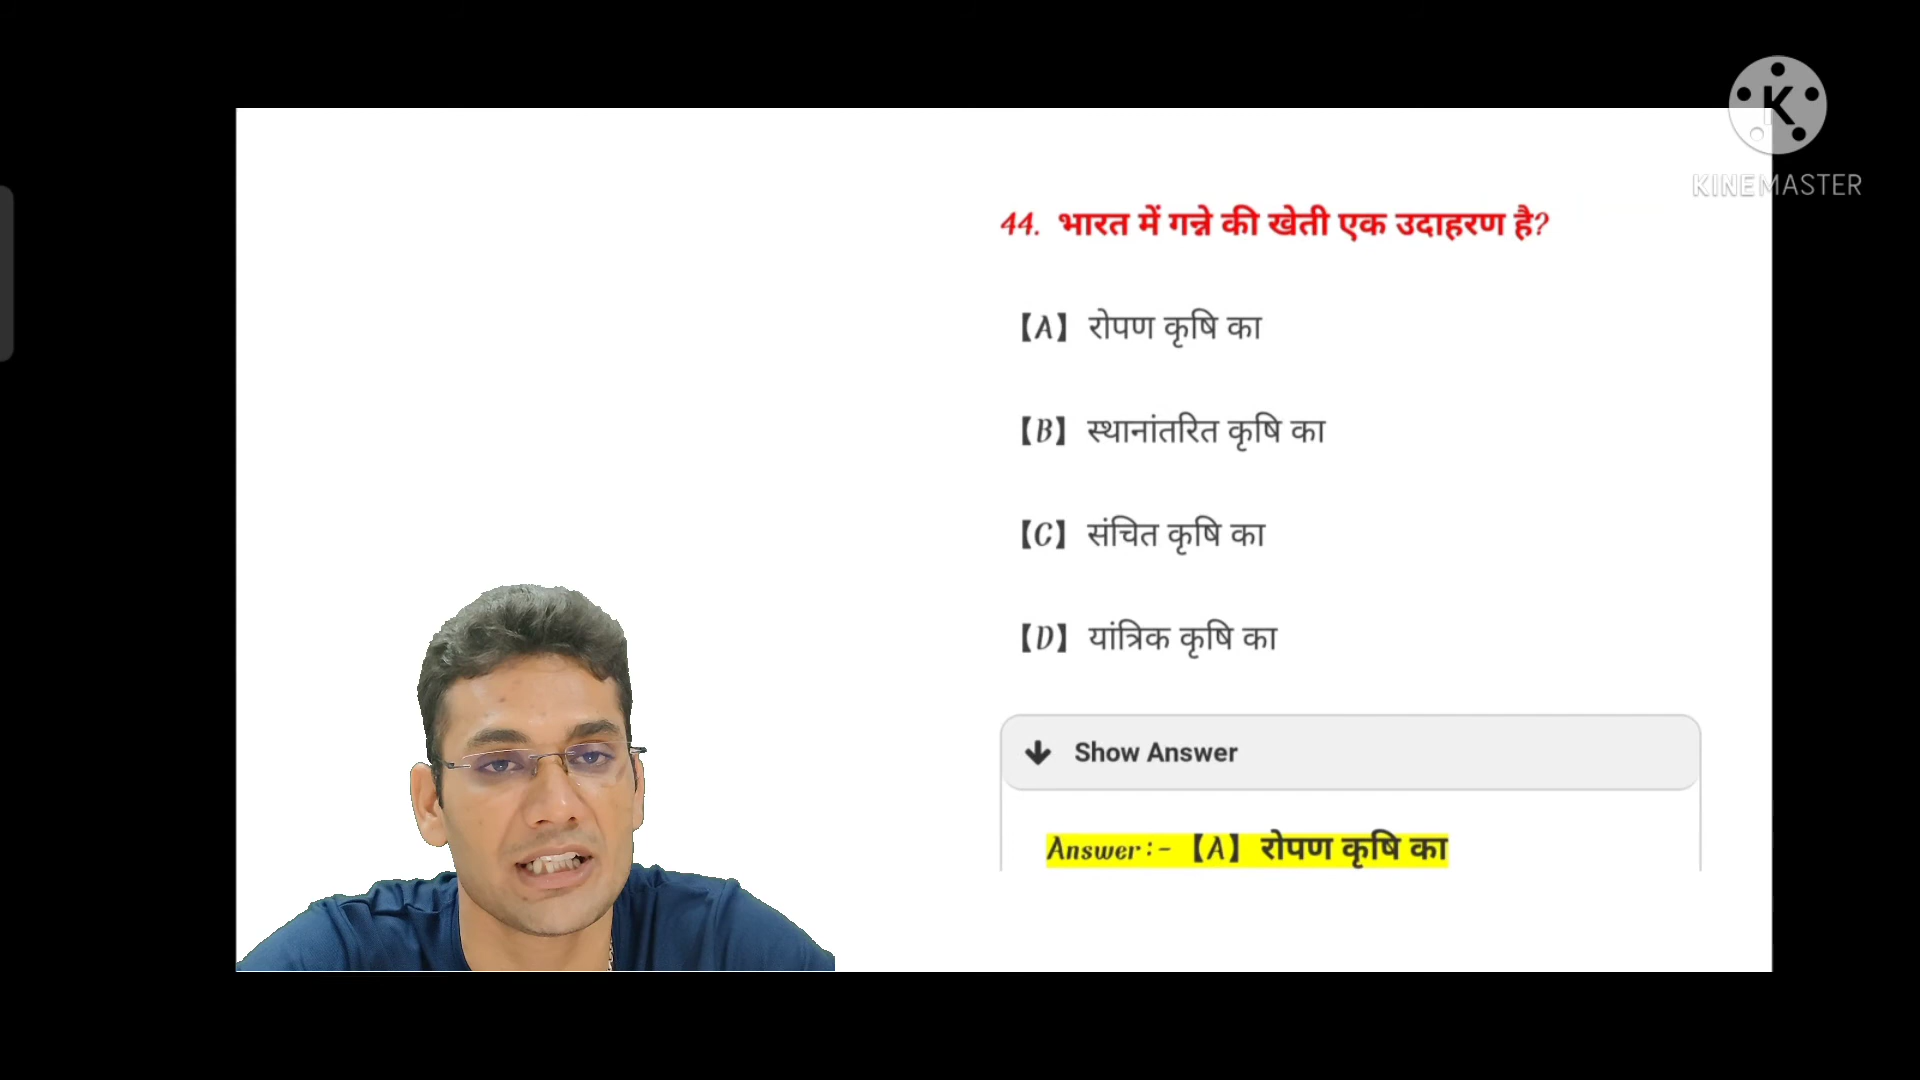 K
KINEMASTER
44. भारत में गन्ने की खेती एक उदाहरण है?
【A】 रोपण कृषि का
【B】 स्थानांतरित कृषि का
【C】 संचित कृषि का
【D】 यांत्रिक कृषि का
Show Answer
Answer :- 【A】 रोपण कृषि का